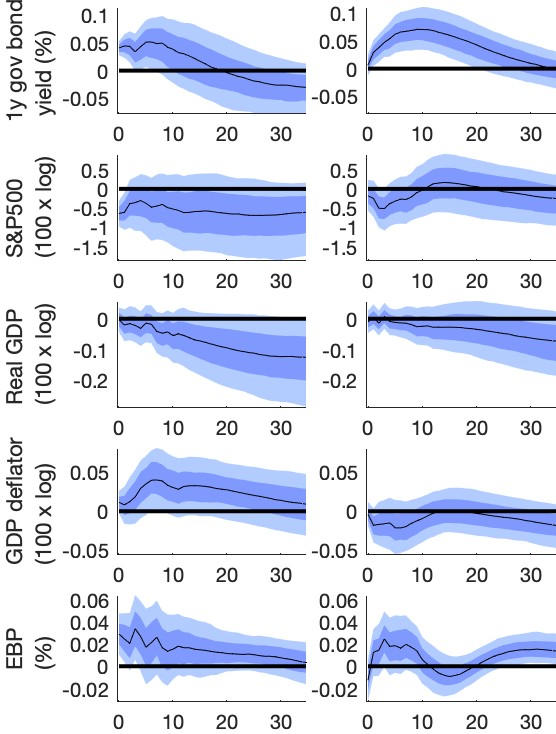 1y gov bond
yield (%)
0.1
0.05
0
-0.05
0 10 20 30
0.1
0.05
0
-0.05
0 10 20 30
S&P500
(100 x log)
0.5
0
-0.5
-1
-1.5
0 10 20 30
0.5
0
-0.5
-1
-1.5
0 10 20 30
Real GDP
(100 x log)
0
-0.1
-0.2
0 10 20 30
0
-0.1
-0.2
0 10 20 30
GDP deflator
(100 x log)
0.05
0
-0.05
0 10 20 30
0.05
0
-0.05
0 10 20 30
EBP
(%)
0.06
0.04
0.02
0
-0.02
0 10 20 30
0.06
0.04
0.02
0
-0.02
0 10 20 30